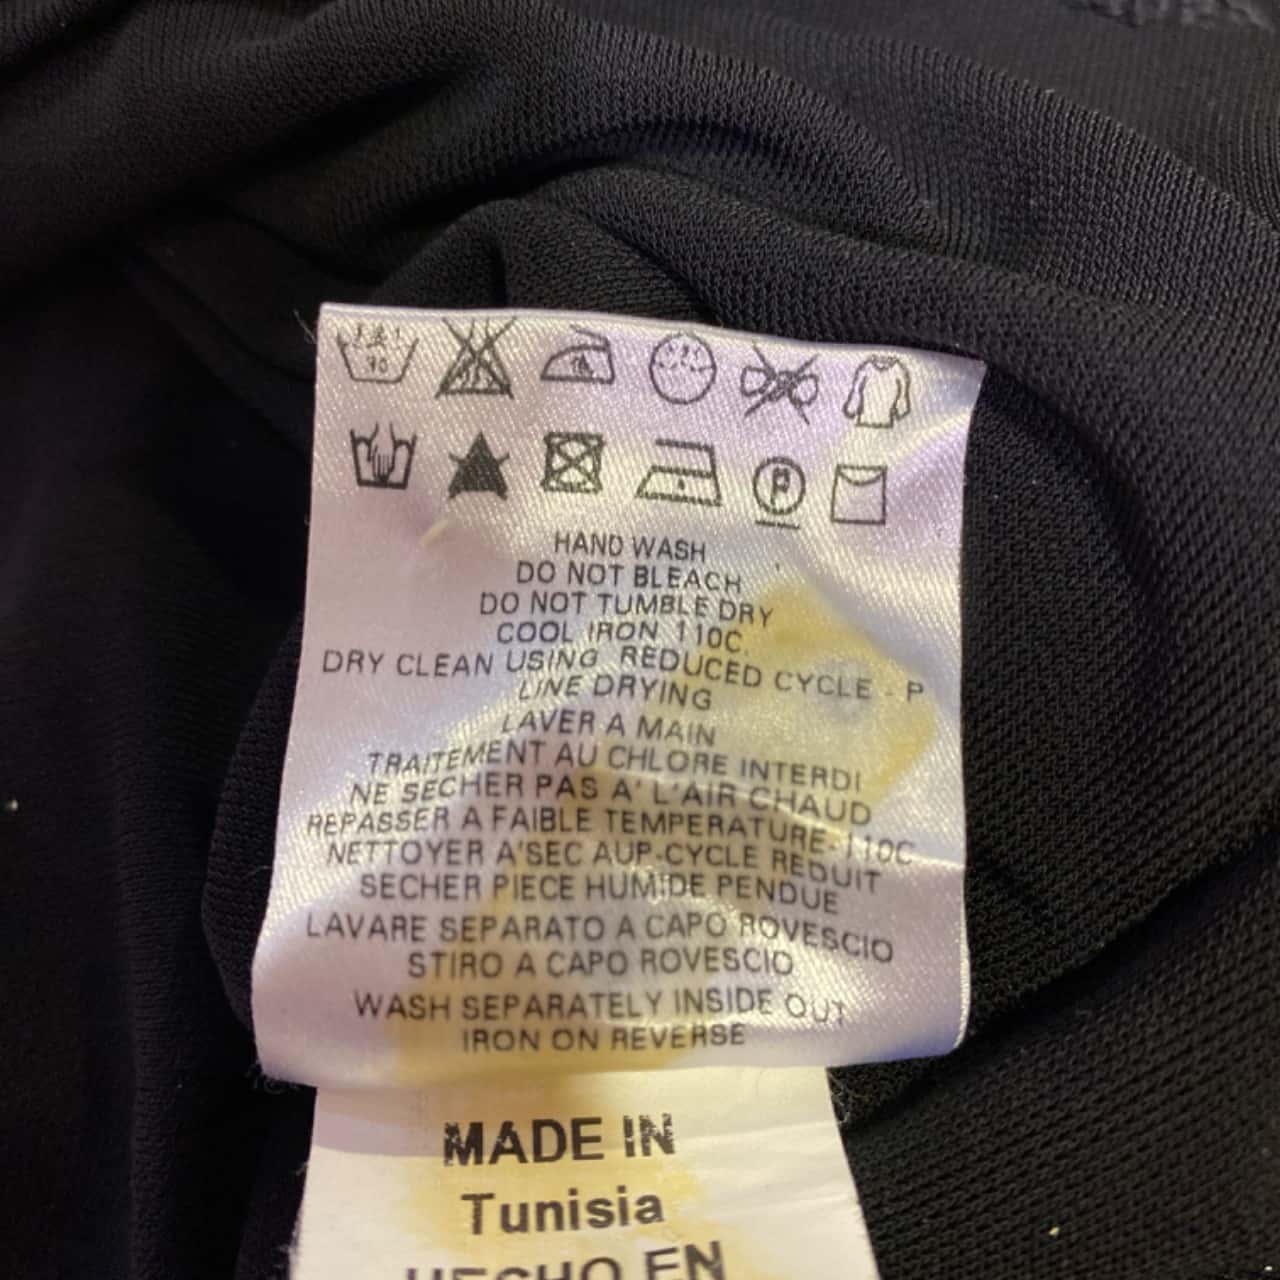 HAND WASH
DO NOT BLEACH
DO NOT TUMBLE DRY
COOL IRON 110C.
DRY CLEAN USING REDUCED CYCLE - P
LINE DRYING
LAVER A MAIN
TRAITEMENT AU CHLORE INTERDI
NE SECHER PAS A' L'AIR CHAUD
REPASSER A FAIBLE TEMPERATURE-110C
NETTOYER A'SEC AUP-CYCLE REDUIT
SECHER PIECE HUMIDE PENDUE
LAVARE SEPARATO A CAPO ROVESCIO
STIRO A CAPO ROVESCIO
WASH SEPARATELY INSIDE OUT
IRON ON REVERSE
MADE IN
Tunisia
HECHO EN